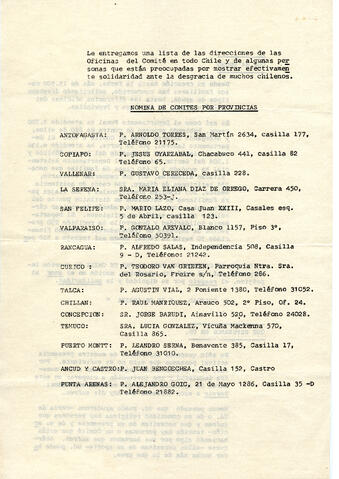 Le entregamos una lista de las direcciones de las
Oficinas del Comité en todo Chile y de algunas per
sonas que están preocupadas por mostrar efectivamen
te solidaridad ante la desgracia de muchos chilenos.
NOMINA DE COMITES POR PROVINCIAS
ANTOFAGASTA: P. ARNOLDO TORRES, San Martín 2634, casilla 177,
Teléfono 21175.
COPIAPO: P. JESUS OYARZABAL, Chacabuco 441, casilla 82
Teléfono 65.
VALLENAR: P. GUSTAVO CERECEDA, casilla 228.
LA SERENA: SRA. MARIA ELIANA DIAZ DE ORREGO, Carrera 450,
Teléfono
SAN FELIPE: P. MARIO LAZO, Casa Juan XXIII, Casales esq.
5 de Abril, casilla 123.
VALPARAISO: P. GONZALO AREVALO, Blanco 1157, Piso 3°
Teléfono 50391.
RANCAGUA: P. ALFREDO SALAS, Independencia 508, Casilla
9 - D, Teléfono: 21242.
P. TEODORO VAN Parroquia Ntra. Sra.
del Rosario, Freire s/n, Teléfono 286.
TALCA: P. AGUSTIN VIAL, 2 Poniente 1380, Teléfono 31052
CHILLAN: P. RAUL MANRIQUEZ, Arauco 502, 2° Piso, Of. 24.
CONCEPCION: SR. JORGE BARUDI, Ainavillo 520, Teléfono 24028.
TEMUCO: SRA. LUCIA GONZALEZ, Vicuña Mackenna 570,
Casilla 865.
PUERTO MONTT: P. LEANDRO SERNA, Benavente 385, Casilla 17,
Teléfono 31010.
ANCUD Y CASTRO: P. JUAN BENGOECHEA, Casilla 152, Castro
PUNTA ARENAS: P. ALEJANDRO GOIC, 21 de Mayo 1286, Casilla 35 -D
Teléfono 21882.